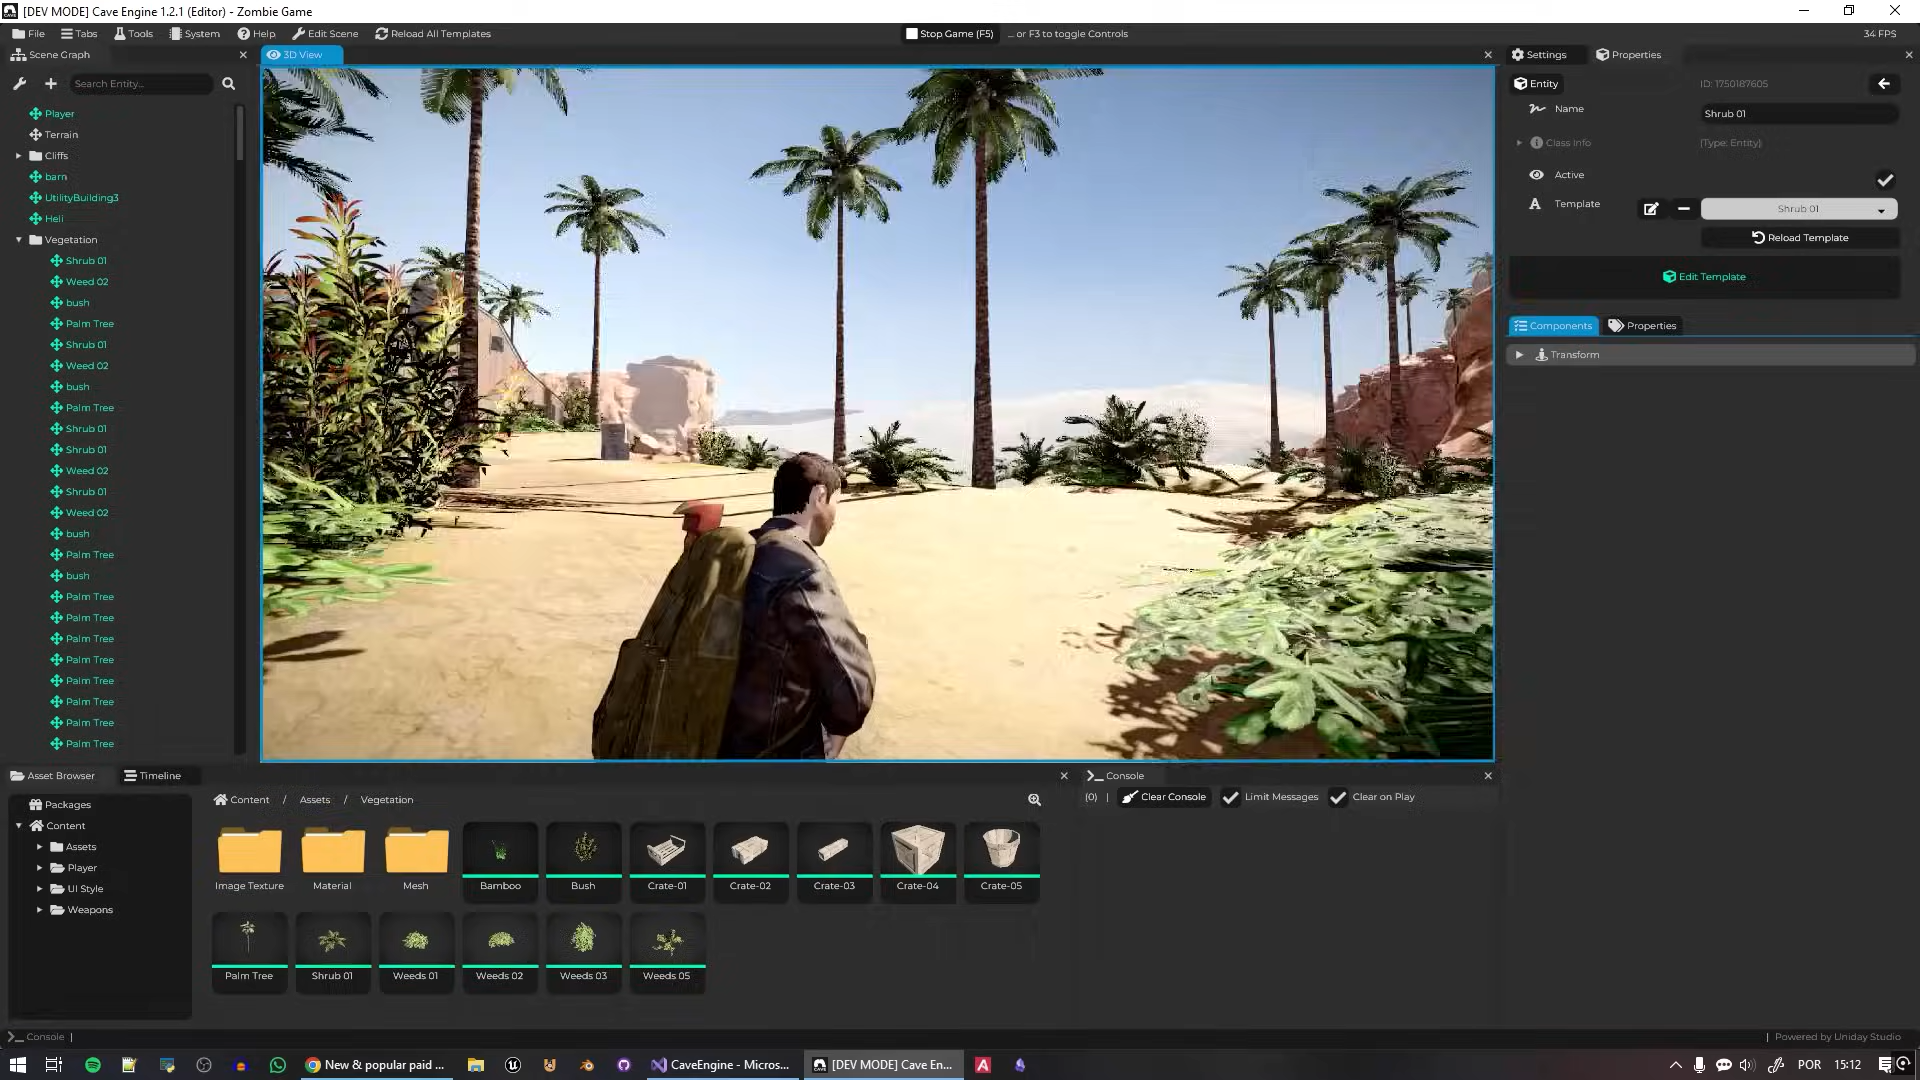 [DEV MODE] Cave Engine 1.2.1 (Editor) - Zombie Game
File Tabs Tools System Help Edit Scene Reload All Templates
Stop Game (F5) ... or F3 to toggle Controls
34 FPS
Scene Graph
Search Entity...
Player
Terrain
Cliffs
barn
UtilityBuilding3
Heli
Vegetation
Shrub 01
Weed 02
bush
Palm Tree
Shrub 01
Weed 02
bush
Palm Tree
Shrub 01
Shrub 01
Weed 02
Shrub 01
Weed 02
bush
Palm Tree
bush
Palm Tree
Palm Tree
Palm Tree
Palm Tree
Palm Tree
Palm Tree
Palm Tree
Palm Tree
3D View
Settings Properties
Entity ID: 1750187605
Name Shrub 01
Class Info (Type: Entity)
Active
Template Shrub 01
Reload Template
Edit Template
Components Properties
Transform
Asset Browser Timeline
Packages
Content
Assets
Player
UI Style
Weapons
Content / Assets / Vegetation
Image Texture Material Mesh Bamboo Bush Crate-01 Crate-02 Crate-03 Crate-04 Crate-05
Palm Tree Shrub 01 Weeds 01 Weeds 02 Weeds 03 Weeds 05
Console
(0) | Clear Console Limit Messages Clear on Play
Console |
| Powered by Uniday Studio
New & popular paid ...
CaveEngine - Micros...
[DEV MODE] Cave En...
POR 15:12